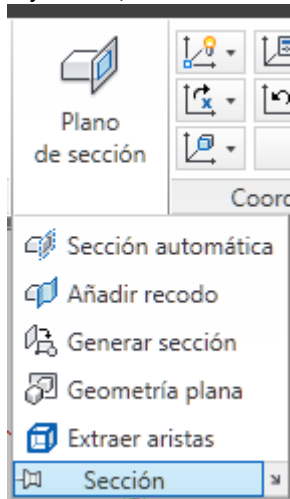 Plano
de sección
Coord
Sección automática
Añadir recodo
Generar sección
Geometría plana
Extraer aristas
Sección